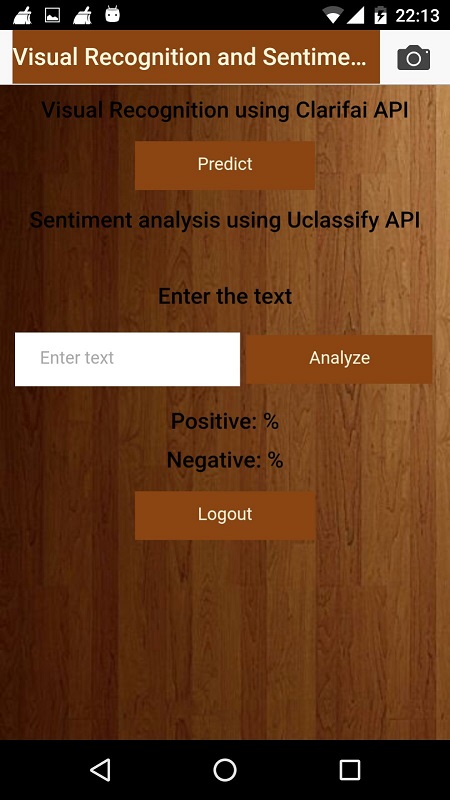 22:13
Visual Recognition and Sentime...
Visual Recognition using Clarifai API
Predict
Sentiment analysis using Uclassify API
Enter the text
Enter text
Analyze
Positive: %
Negative: %
Logout